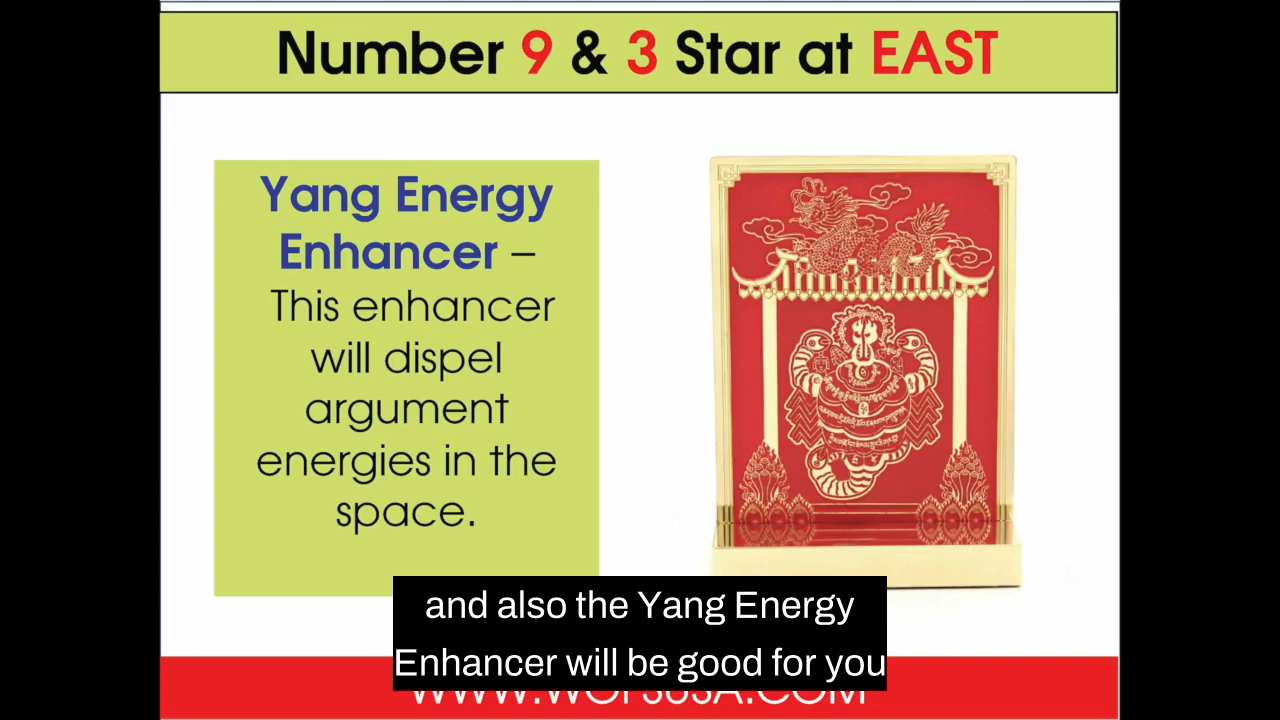 Number 9 & 3 Star at EAST
Yang Energy
Enhancer –
This enhancer
will dispel
argument
energies in the
space.
and also the Yang Energy
Enhancer will be good for you